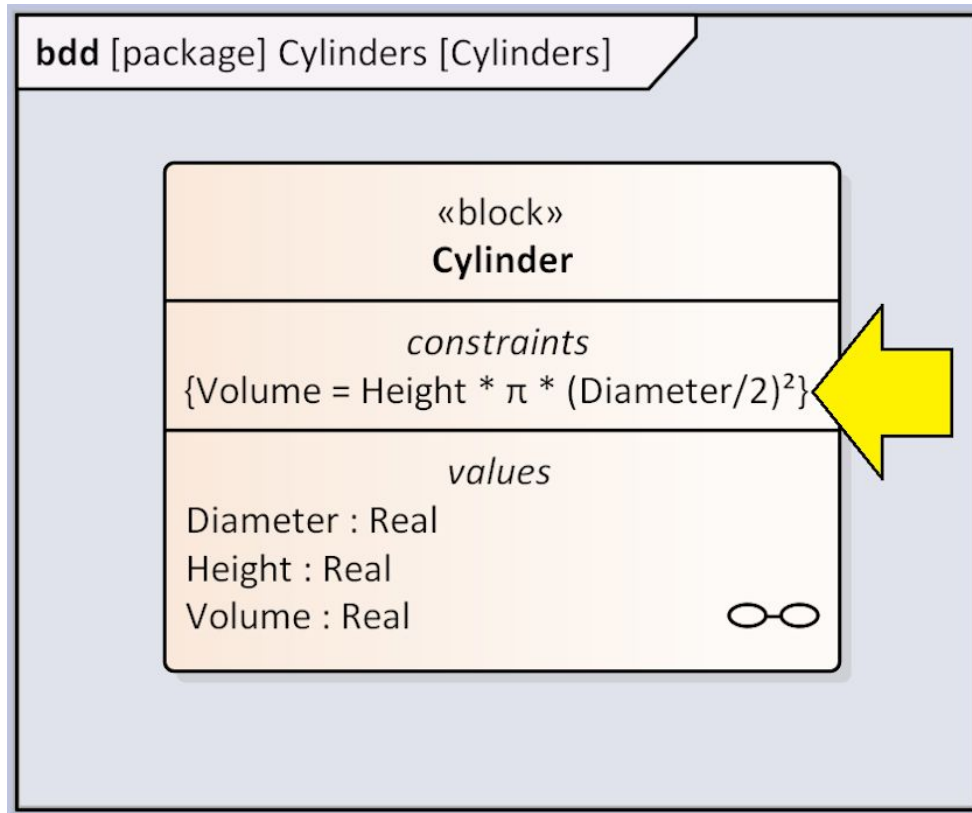 bdd [package] Cylinders [Cylinders]
«block»
Cylinder
constraints
{Volume = Height * π * (Diameter/2)²}
values
Diameter : Real
Height : Real
Volume : Real